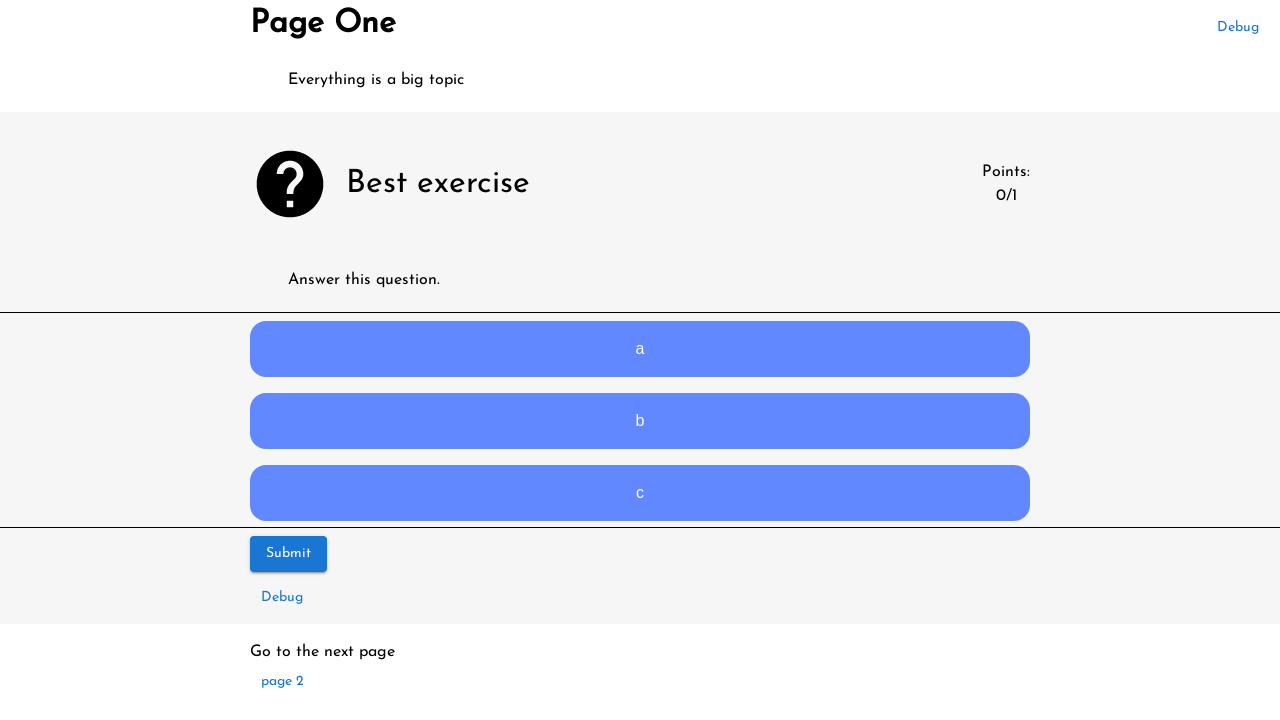 Page One
Debug
Everything is a big topic
Best exercise
Points:
0/1
Answer this question.
a
b
c
Submit
Debug
Go to the next page
page 2